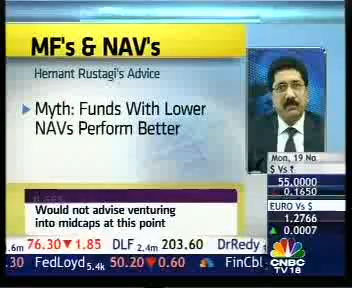 MF's & NAV's
Hemant Rustagi's Advice
Myth: Funds With Lower
NAVs Perform Better
Mon, 19 No
$ Vs ₹
55.0000
0.1650
EURO Vs $
1.2766
0.0007
Would not advise venturing
into midcaps at this point
1.6m 76.30 1.85 DLF 2.4m 203.60 DrRedy
.30 FedLoyd 5.4k 50.20 0.60 FinCbl
CNBC
TV18